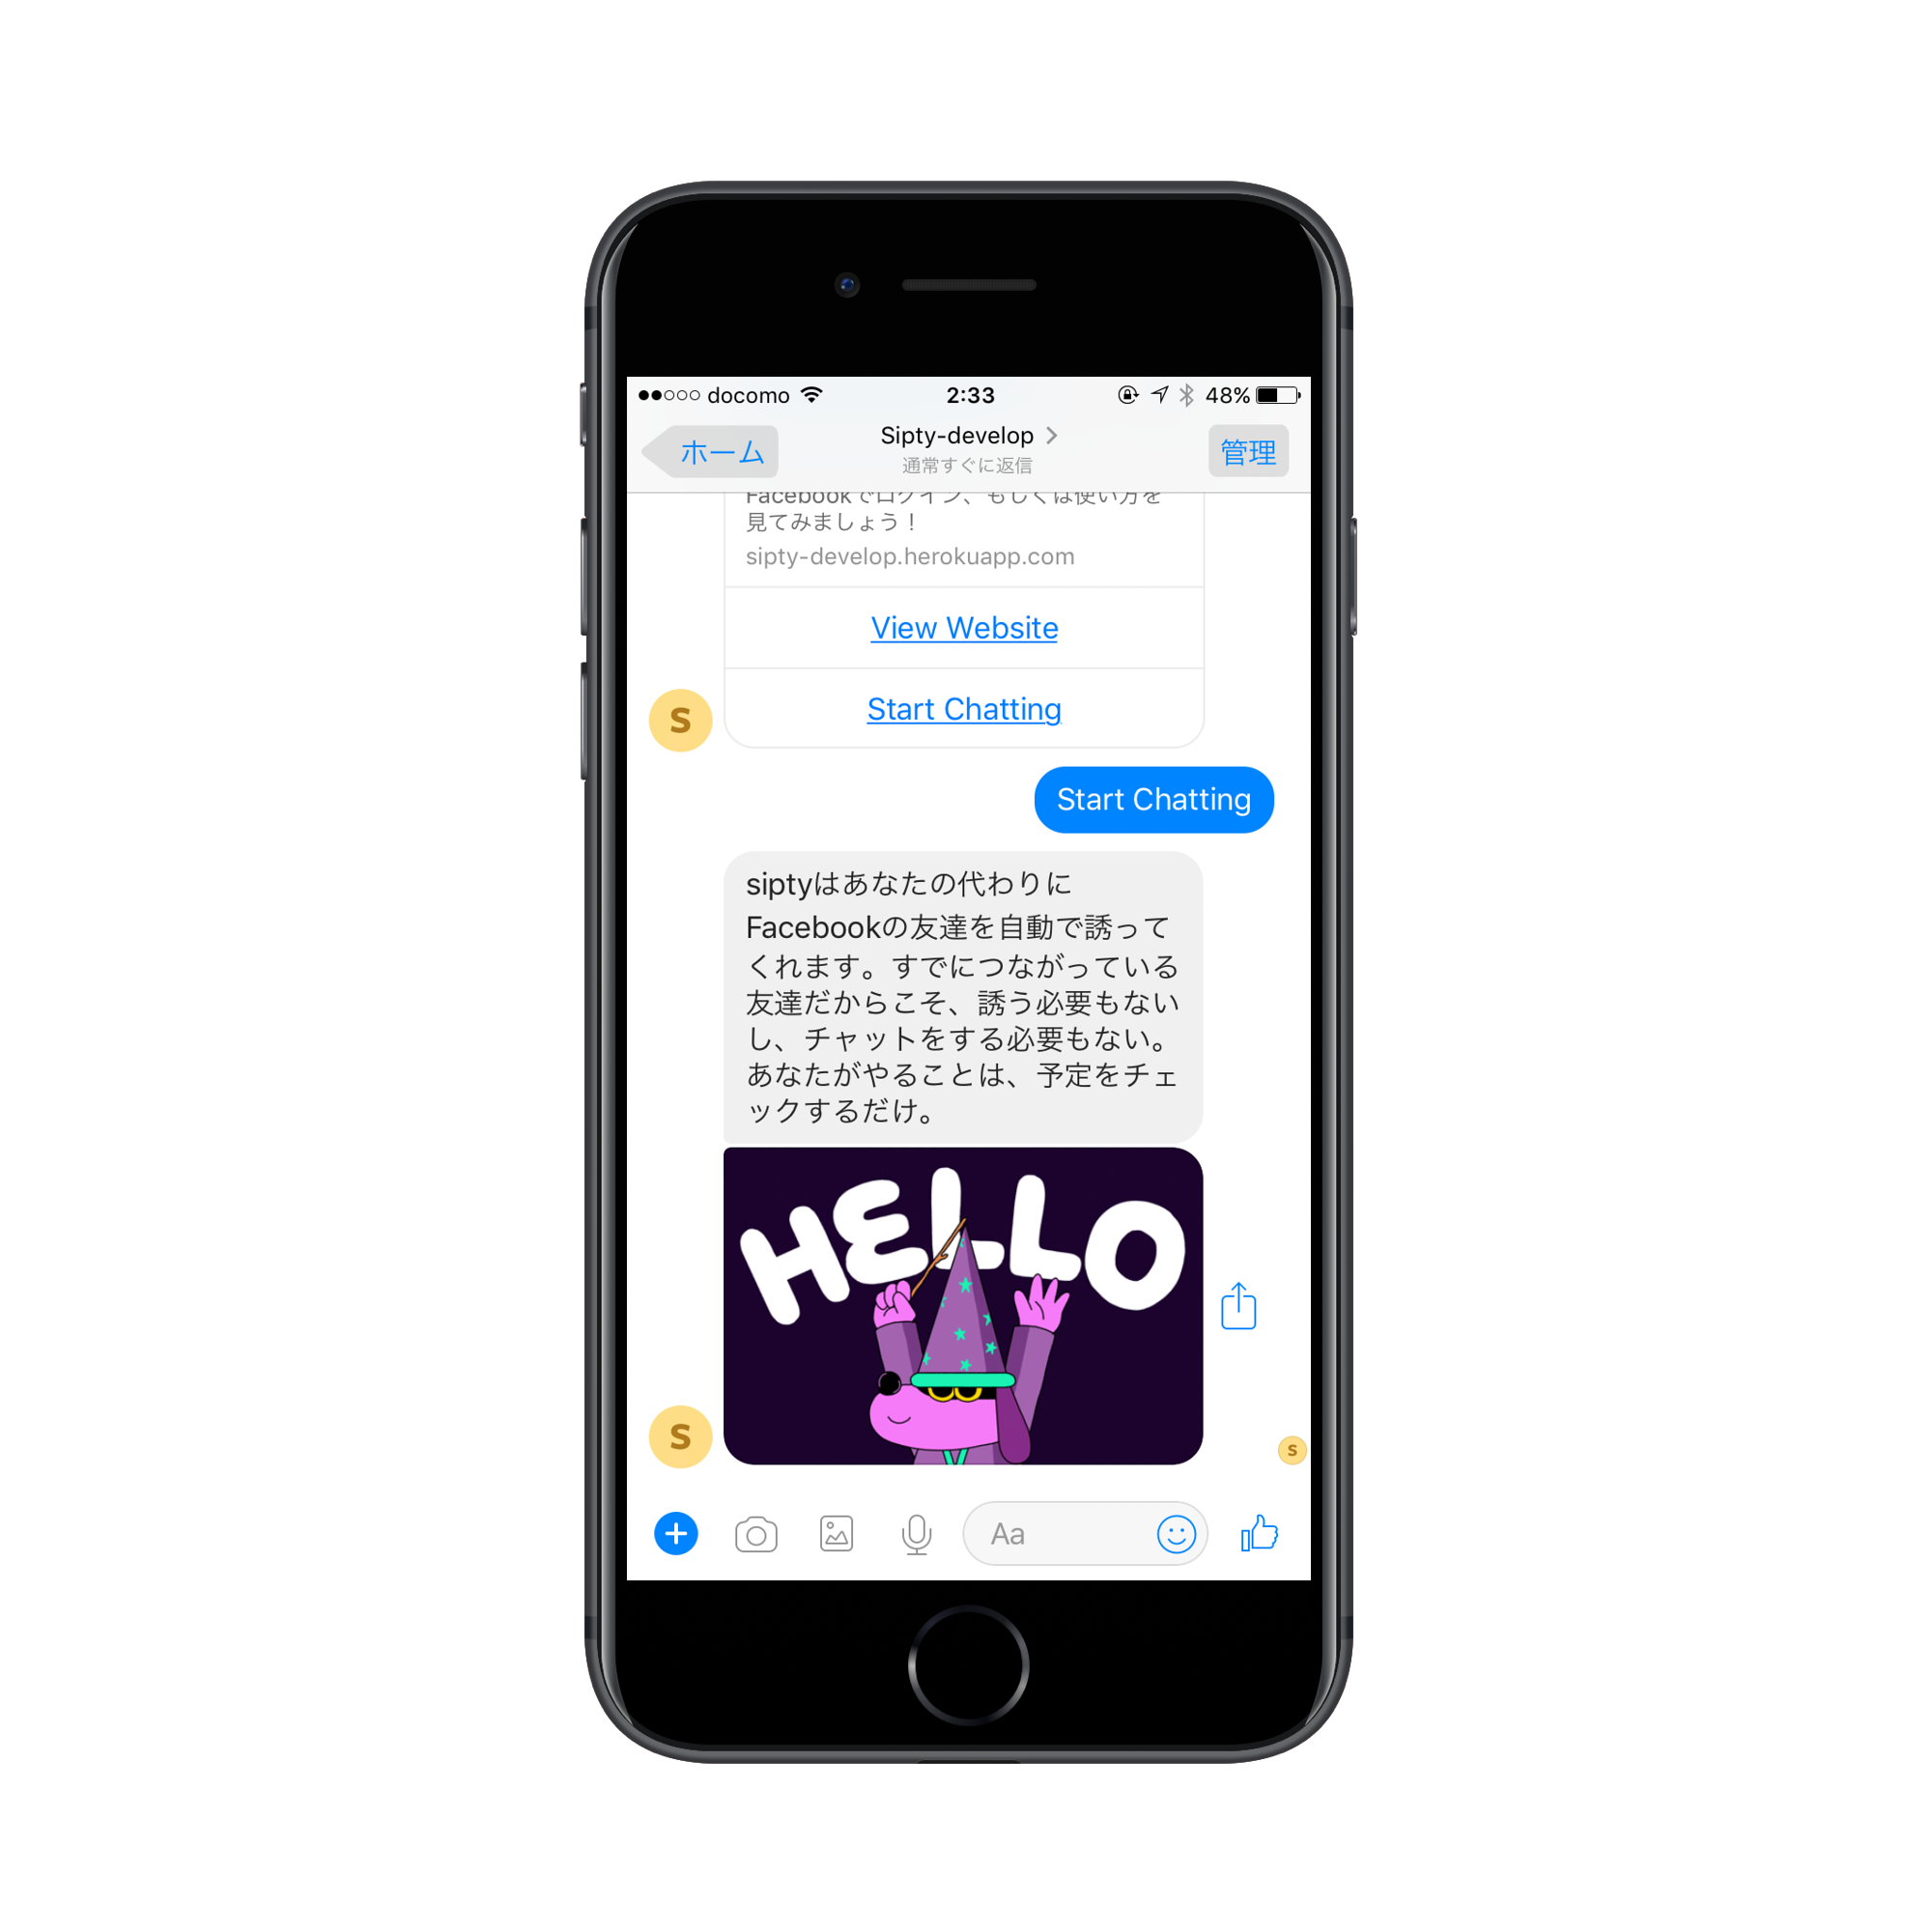 docomo 2:33 48%
ホーム Sipty-develop 管理
通常すぐに返信
Facebookでログイン、もしくは使い方を
見てみましょう！
sipty-develop.herokuapp.com
View Website
Start Chatting
S
Start Chatting
siptyはあなたの代わりに
Facebookの友達を自動で誘って
くれます。すでにつながっている
友達だからこそ、誘う必要もない
し、チャットをする必要もない。
あなたがやることは、予定をチェ
ックするだけ。
HELLO
S
S
Aa